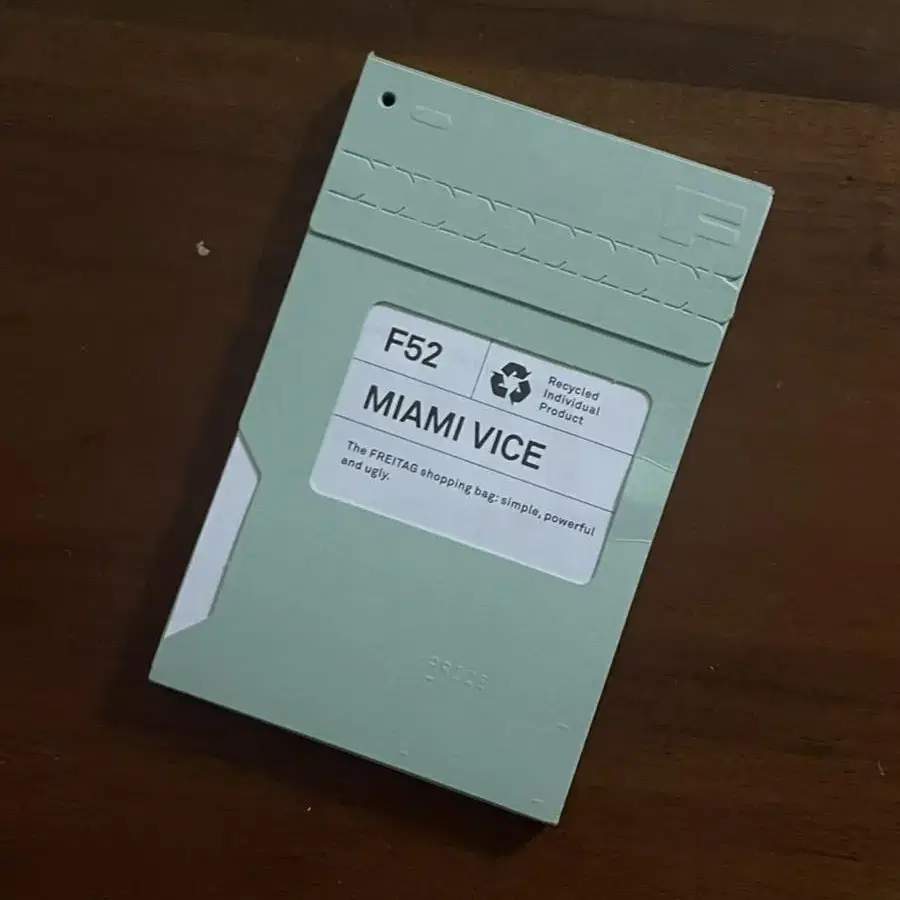 F
F52
Recycled
Individual
Product
MIAMI VICE
The FREITAG shopping bag: simple, powerful
and ugly.